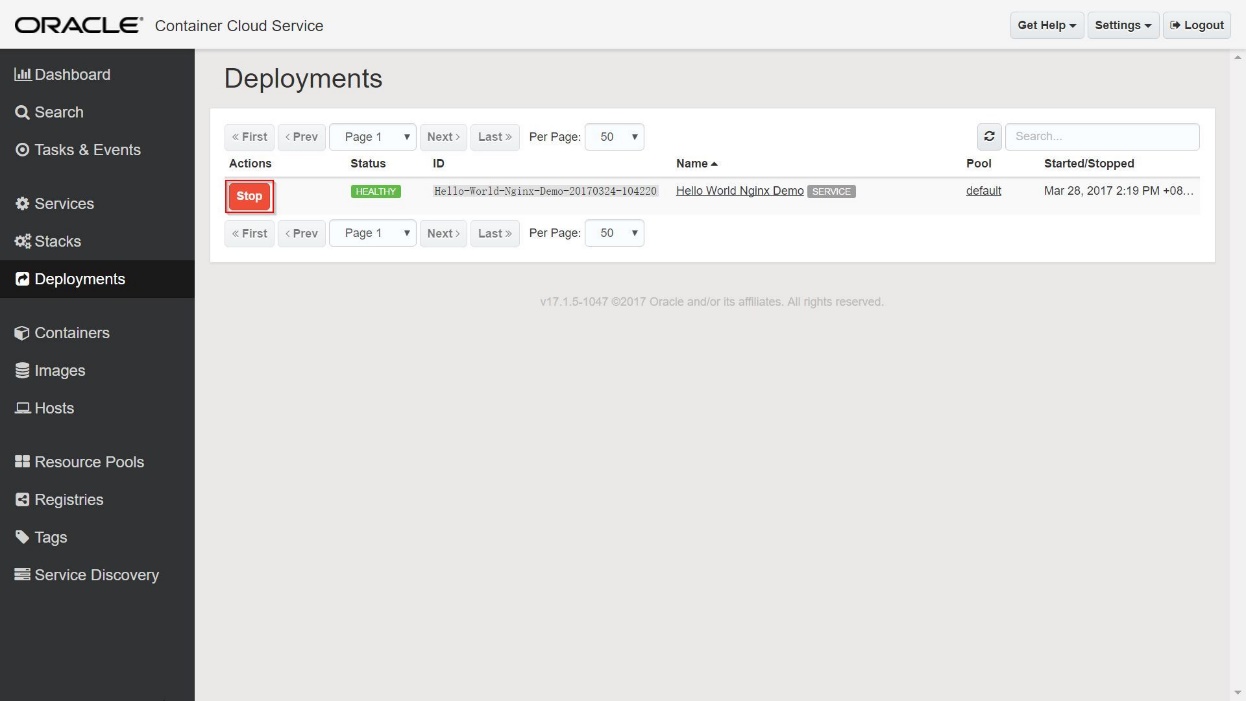 ORACLE® Container Cloud Service
Get Help Settings Logout
Dashboard
Search
Tasks & Events
Services
Stacks
Deployments
Containers
Images
Hosts
Resource Pools
Registries
Tags
Service Discovery
Deployments
« First ‹ Prev Page 1 Next › Last » Per Page: 50 Search...
Actions Status ID Name Pool Started/Stopped
Stop HEALTHY Hello-World-Nginx-Demo-20170324-104220 Hello World Nginx Demo SERVICE default Mar 28, 2017 2:19 PM +08...
« First ‹ Prev Page 1 Next › Last » Per Page: 50
v17.1.5-1047 ©2017 Oracle and/or its affiliates. All rights reserved.